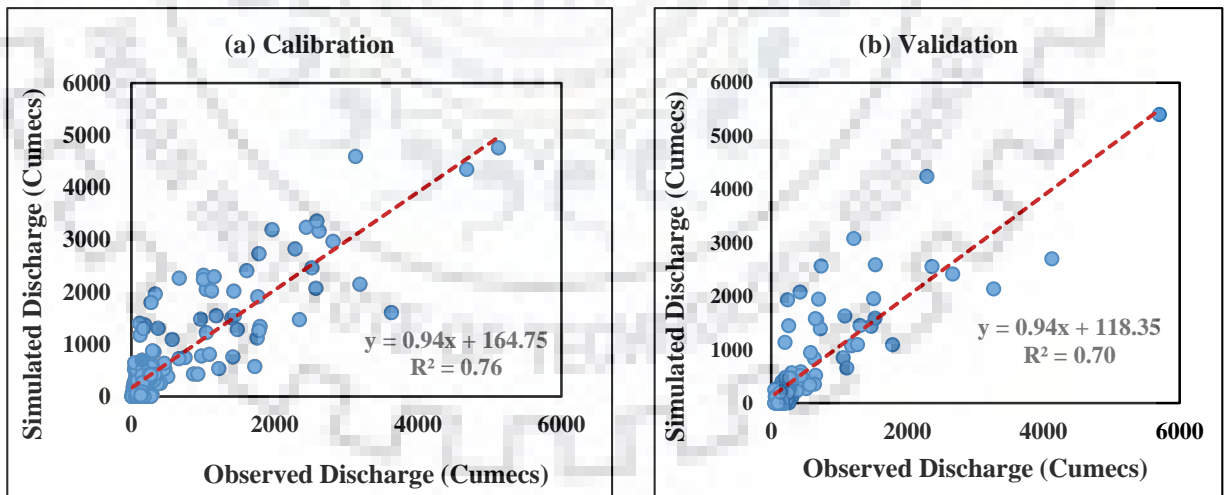 (a) Calibration
6000
5000
4000
3000
2000
1000
0
0 2000 4000 6000
Simulated Discharge (Cumecs)
Observed Discharge (Cumecs)
y = 0.94x + 164.75
R² = 0.76
(b) Validation
6000
5000
4000
3000
2000
1000
0
0 2000 4000 6000
Simulated Discharge (Cumecs)
Observed Discharge (Cumecs)
y = 0.94x + 118.35
R² = 0.70